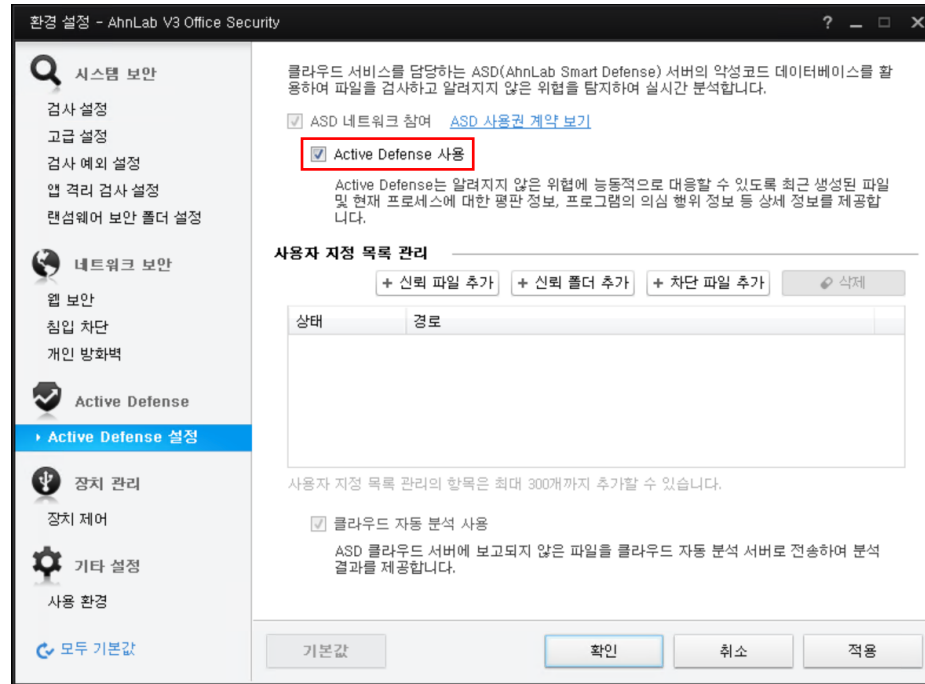 환경 설정 - AhnLab V3 Office Security
시스템 보안
검사 설정
고급 설정
검사 예외 설정
앱 격리 검사 설정
랜섬웨어 보안 폴더 설정
네트워크 보안
웹 보안
침입 차단
개인 방화벽
Active Defense
Active Defense 설정
장치 관리
장치 제어
기타 설정
사용 환경
모두 기본값
클라우드 서비스를 담당하는 ASD(AhnLab Smart Defense) 서버의 악성코드 데이터베이스를 활
용하여 파일을 검사하고 알려지지 않은 위협을 탐지하여 실시간 분석합니다.
ASD 네트워크 참여 ASD 사용권 계약 보기
Active Defense 사용
Active Defense는 알려지지 않은 위협에 능동적으로 대응할 수 있도록 최근 생성된 파일
및 현재 프로세스에 대한 평판 정보, 프로그램의 의심 행위 정보 등 상세 정보를 제공합
니다.
사용자 지정 목록 관리
+ 신뢰 파일 추가 + 신뢰 폴더 추가 + 차단 파일 추가 삭제
상태 경로
사용자 지정 목록 관리의 항목은 최대 300개까지 추가할 수 있습니다.
클라우드 자동 분석 사용
ASD 클라우드 서버에 보고되지 않은 파일을 클라우드 자동 분석 서버로 전송하여 분석
결과를 제공합니다.
기본값 확인 취소 적용